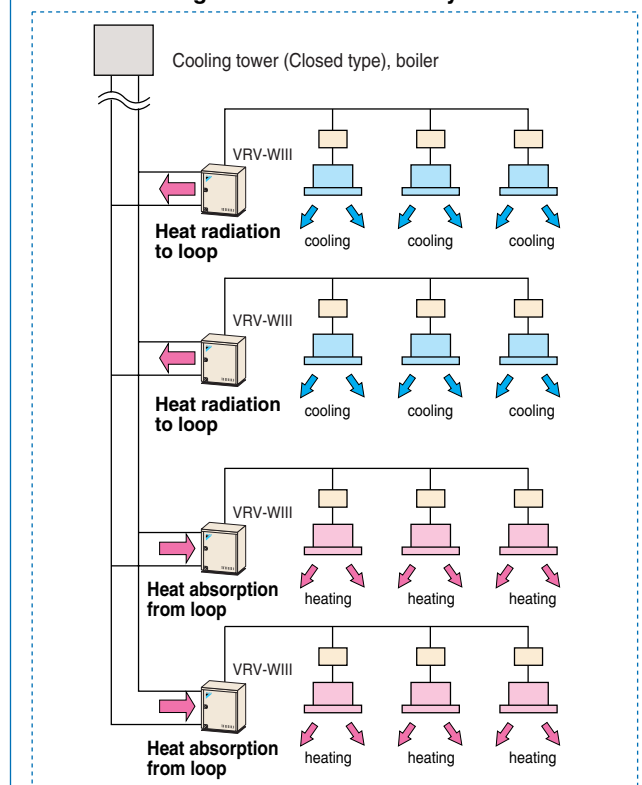 Cooling tower (Closed type), boiler
VRV-WIII
Heat radiation
to loop
cooling
cooling
cooling
VRV-WIII
Heat radiation
to loop
cooling
cooling
cooling
VRV-WIII
Heat absorption
from loop
heating
heating
heating
VRV-WIII
Heat absorption
from loop
heating
heating
heating